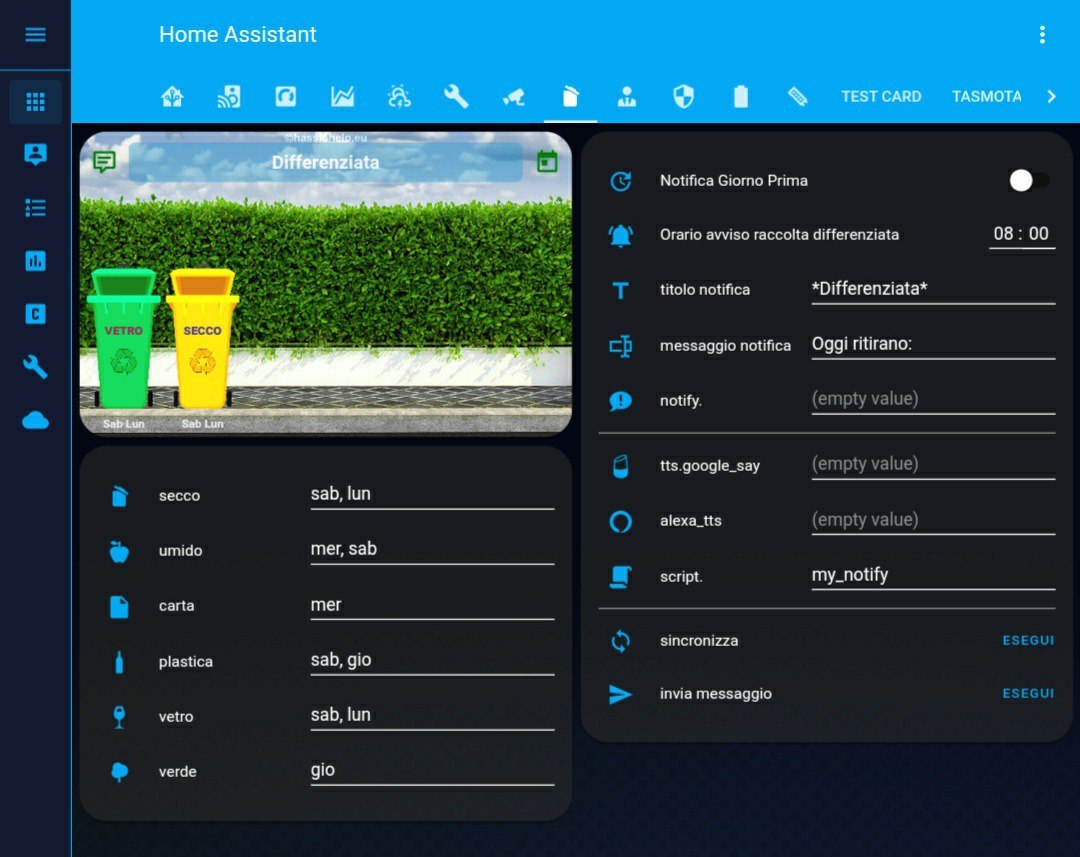 Home Assistant
TEST CARD
TASMOTA
©hassiohelp.eu
Differenziata
VETRO
SECCO
Sab Lun
Sab Lun
secco
sab, lun
umido
mer, sab
carta
mer
plastica
sab, gio
vetro
sab, lun
verde
gio
Notifica Giorno Prima
Orario avviso raccolta differenziata
08 : 00
titolo notifica
*Differenziata*
messaggio notifica
Oggi ritirano:
notify.
(empty value)
tts.google_say
(empty value)
alexa_tts
(empty value)
script.
my_notify
sincronizza
ESEGUI
invia messaggio
ESEGUI